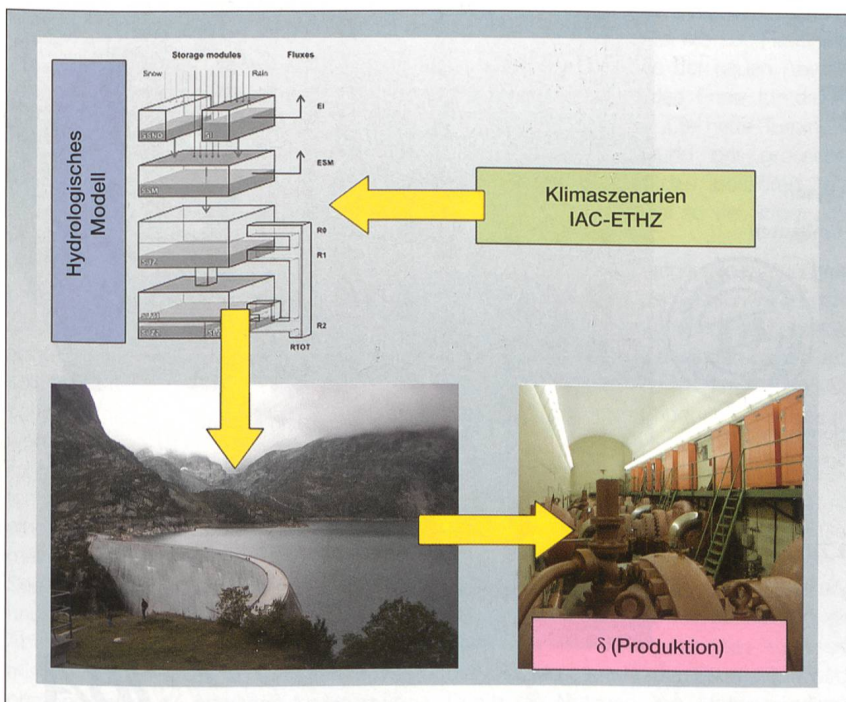 Storage modules Fluxes
Snow Rain
EI
ESM
SSM
R0
R1
R2
RTOT
Hydrologisches
Modell
Klimaszenarien
IAC-ETHZ
δ (Produktion)